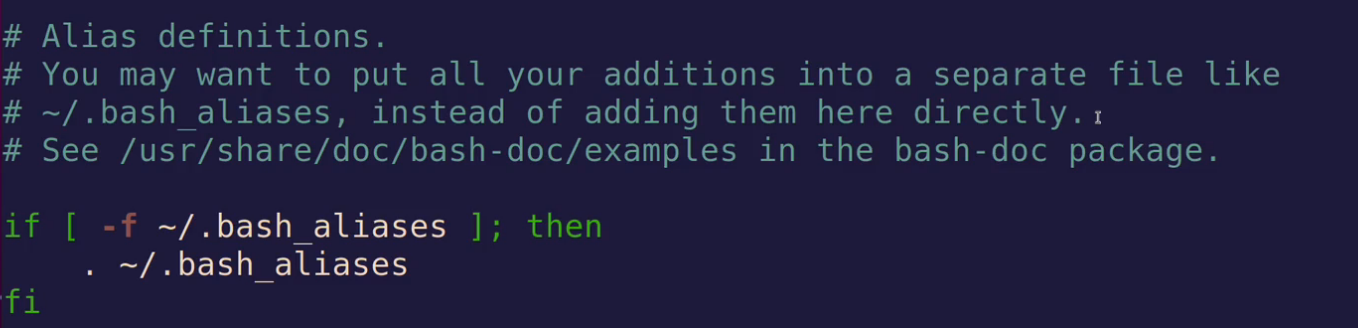 # Alias definitions.
# You may want to put all your additions into a separate file like
# ~/.bash_aliases, instead of adding them here directly.
# See /usr/share/doc/bash-doc/examples in the bash-doc package.

if [ -f ~/.bash_aliases ]; then
    . ~/.bash_aliases
fi